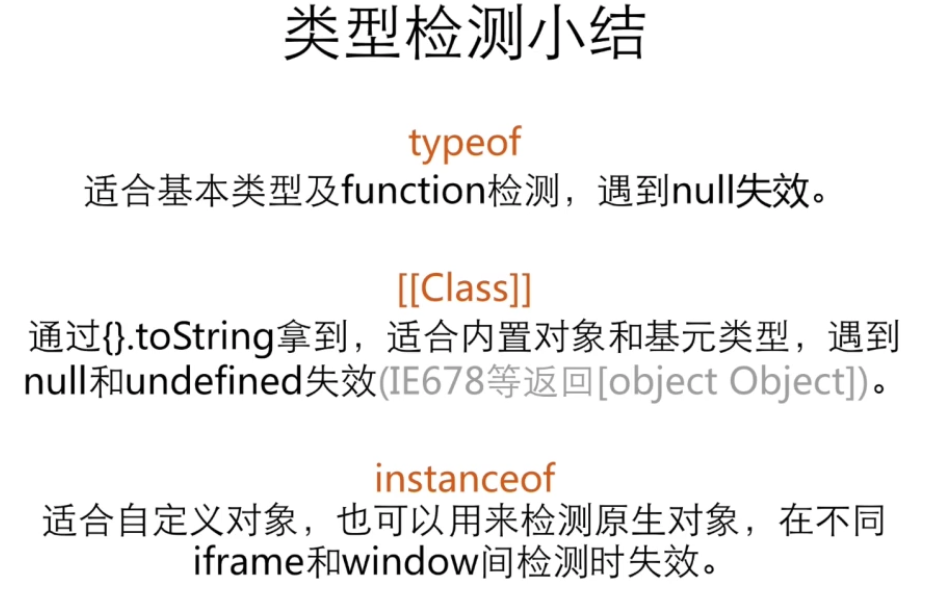 类型检测小结
typeof
适合基本类型及function检测，遇到null失效。
[[Class]]
通过{}.toString拿到，适合内置对象和基元类型，遇到
null和undefined失效(IE678等返回[object Object])。
instanceof
适合自定义对象，也可以用来检测原生对象，在不同
iframe和window间检测时失效。